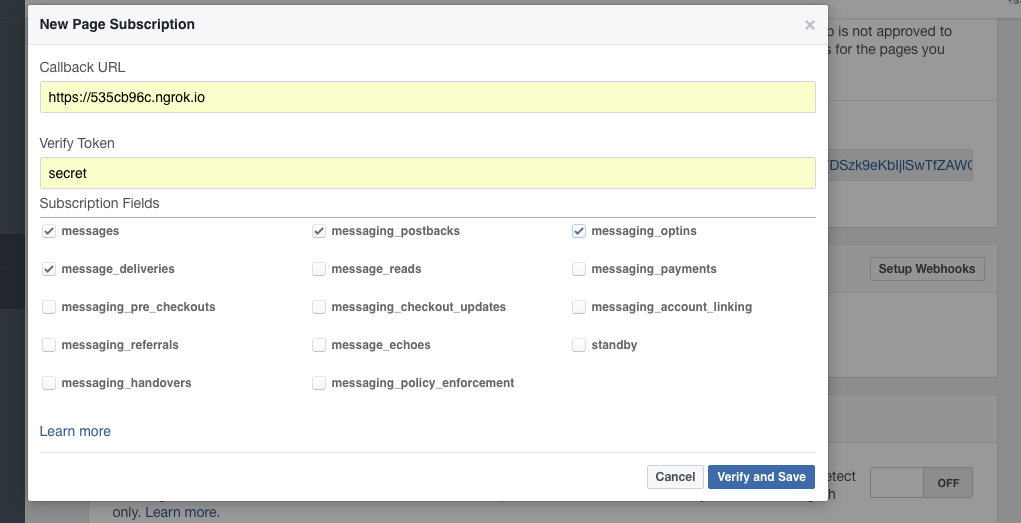 New Page Subscription
×
is not approved to
Callback URL
s for the pages you
https://535cb96c.ngrok.io
Verify Token
secret
Subscription Fields
messages messaging_postbacks messaging_optins
message_deliveries message_reads messaging_payments
Setup Webhooks
messaging_pre_checkouts messaging_checkout_updates messaging_account_linking
messaging_referrals message_echoes standby
messaging_handovers messaging_policy_enforcement
Learn more
Cancel Verify and Save
etect
OFF
h
only. Learn more.